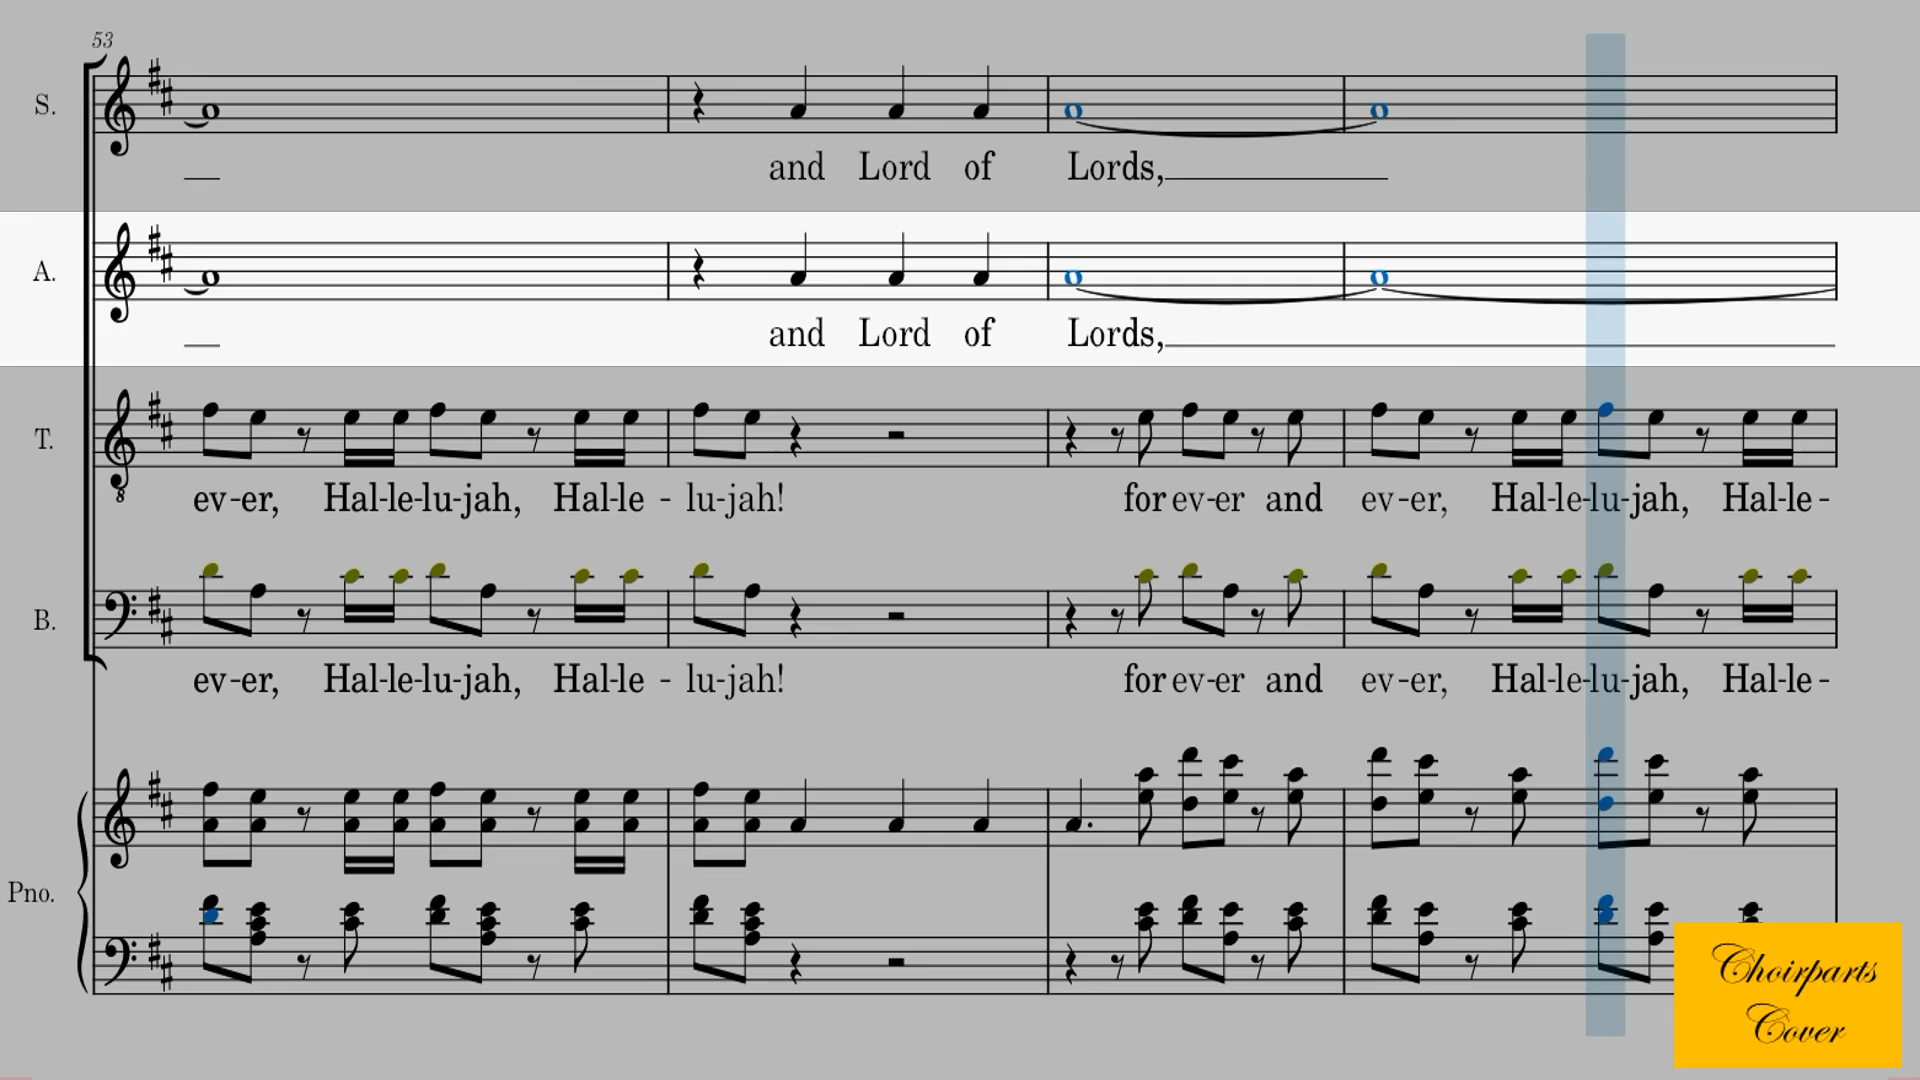 53
S.
and Lord of Lords,
A.
and Lord of Lords,
T.
8
ev-er, Hal-le-lu-jah, Hal-le - lu-jah! for ev-er and ev-er, Hal-le-lu-jah, Hal-le-
B.
ev-er, Hal-le-lu-jah, Hal-le - lu-jah! for ev-er and ev-er, Hal-le-lu-jah, Hal-le-
Pno.
Choirparts
Cover